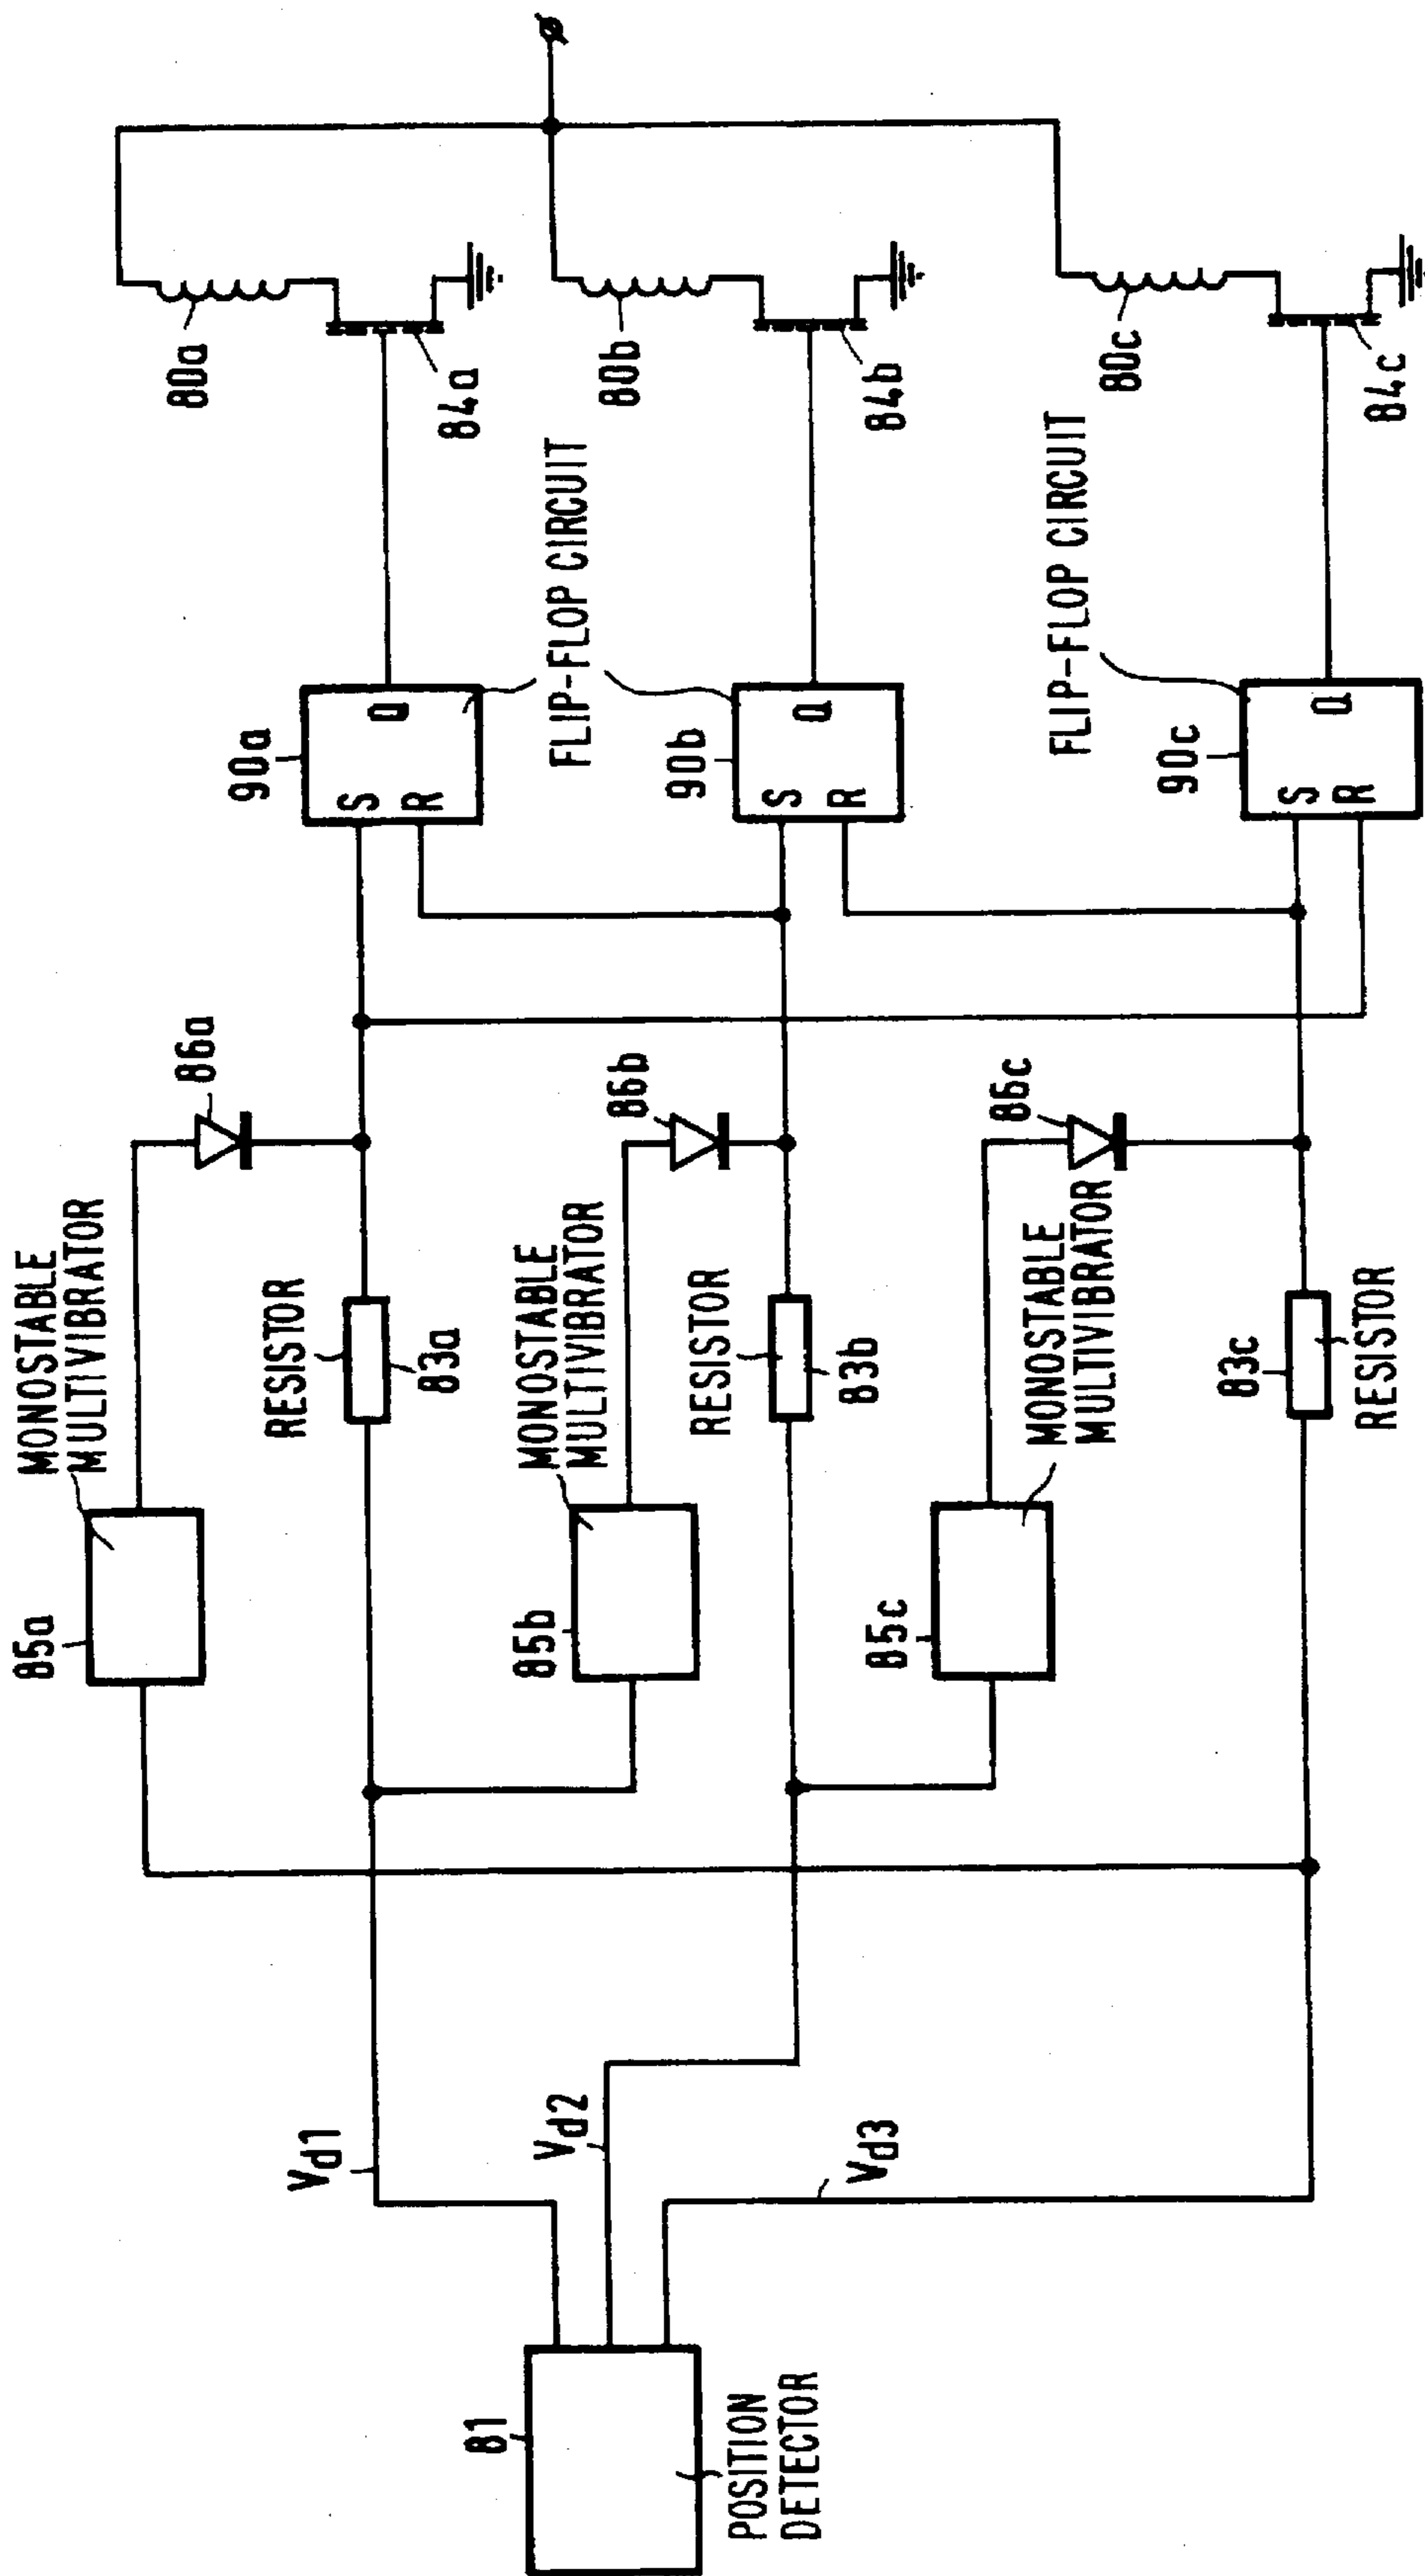 81
POSITION
DETECTOR
Vd1
Vd2
Vd3
85a
MONOSTABLE
MULTIVIBRATOR
86a
RESISTOR
83a
85b
MONOSTABLE
MULTIVIBRATOR
86b
RESISTOR
83b
85c
MONOSTABLE
MULTIVIBRATOR
86c
83c
RESISTOR
90a
S
R
Q
FLIP-FLOP CIRCUIT
90b
S
R
Q
FLIP-FLOP CIRCUIT
90c
S
R
Q
80a
84a
80b
84b
80c
84c